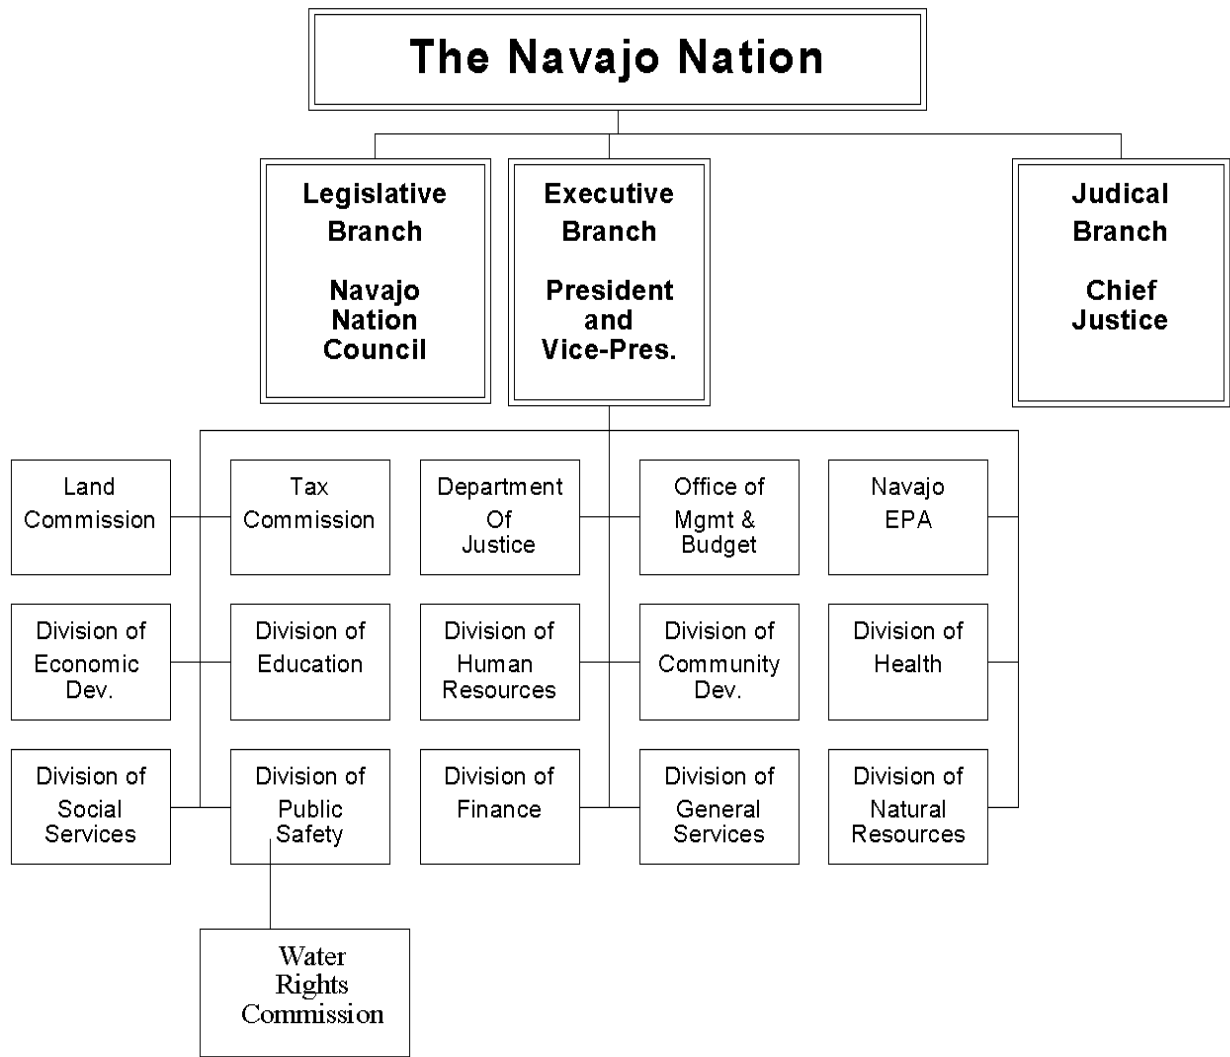 The Navajo Nation
Legislative
Branch
Navajo
Nation
Council
Executive
Branch
President
and
Vice-Pres.
Judical
Branch
Chief
Justice
Land
Commission
Tax
Commission
Department
Of
Justice
Office of
Mgmt &
Budget
Navajo
EPA
Division of
Economic
Dev.
Division of
Education
Division of
Human
Resources
Division of
Community
Dev.
Division of
Health
Division of
Social
Services
Division of
Public
Safety
Division of
Finance
Division of
General
Services
Division of
Natural
Resources
Water
Rights
Commission